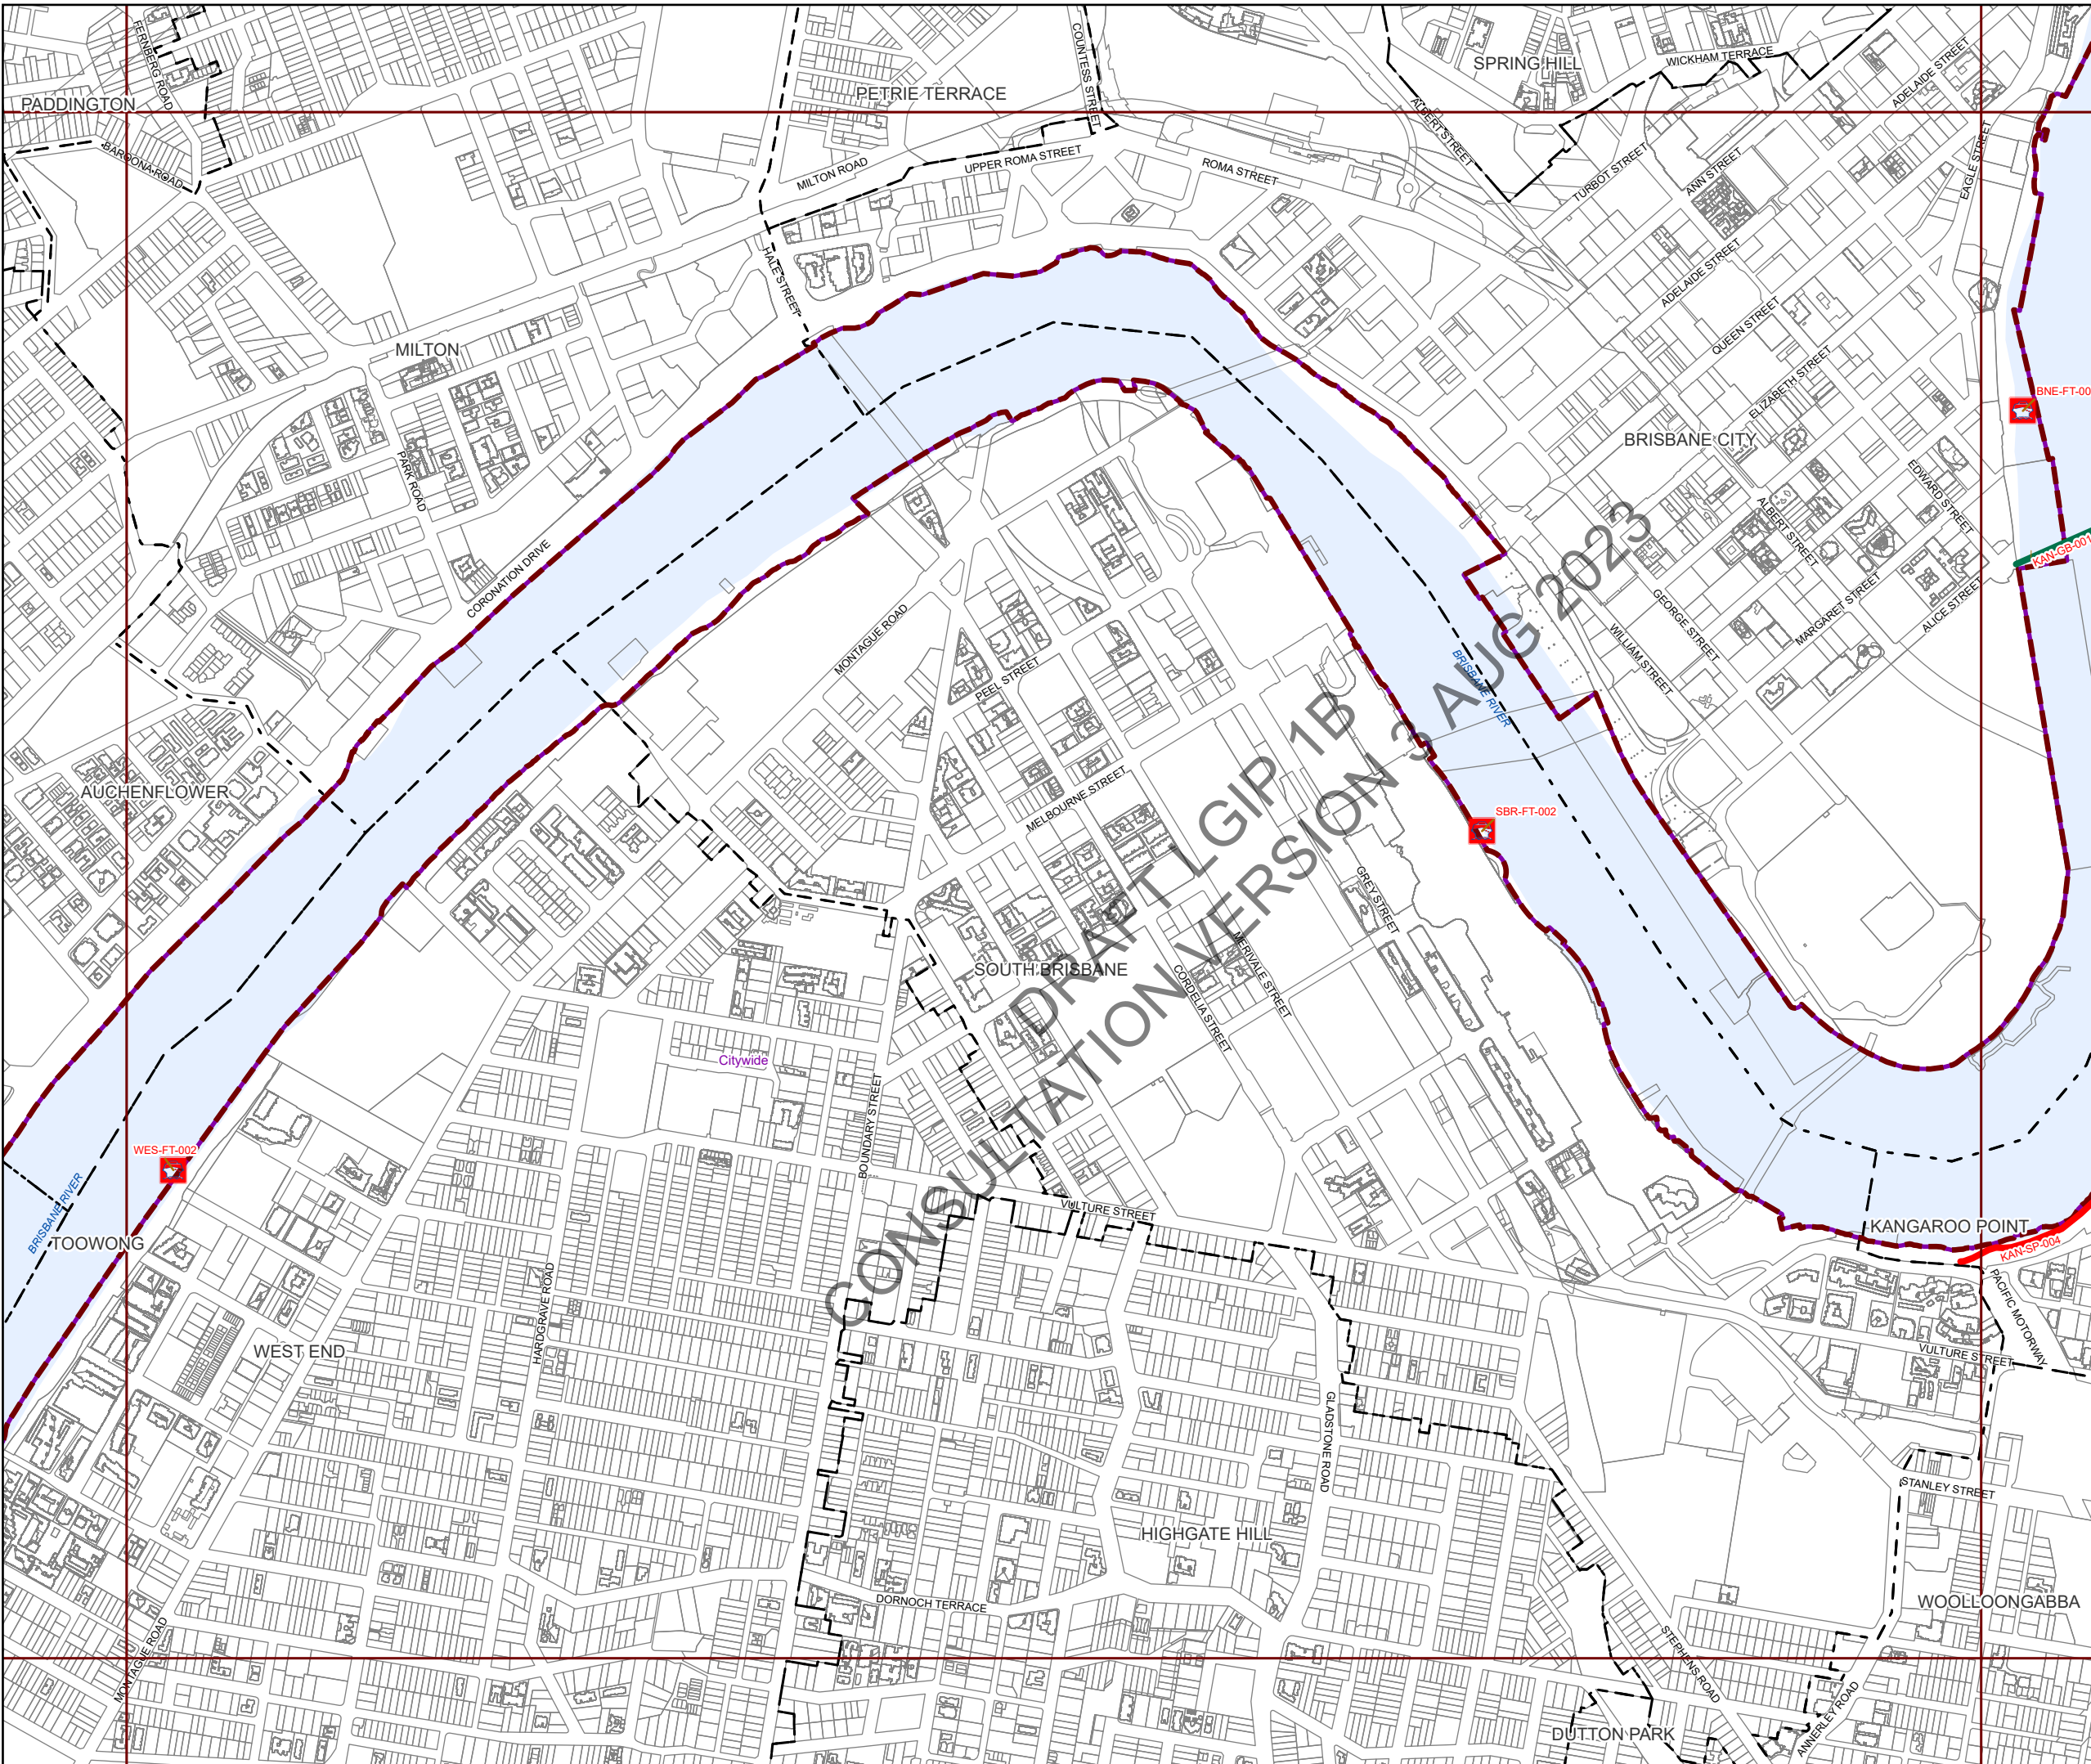 FERNBERG ROAD
COUNTESS STREET
SPRING HILL
WICKHAM TERRACE
ADELAIDE STREET
PADDINGTON
PETRIE TERRACE
ALBERT STREET
BAROONA ROAD
MILTON ROAD
UPPER ROMA STREET
ROMA STREET
TURBOT STREET
ANN STREET
EAGLE STREET
HALE STREET
ADELAIDE STREET
QUEEN STREET
MILTON
ELIZABETH STREET
BNE-FT-00
BRISBANE CITY
PARK ROAD
EDWARD STREET
ALBERT STREET
KAN-GB-001
CORONATION DRIVE
MONTAGUE ROAD
GEORGE STREET
MARGARET STREET
ALICE STREET
WILLIAM STREET
PEEL STREET
BRISBANE RIVER
AUCHENFLOWER
MELBOURNE STREET
SBR-FT-002
GREY STREET
DRAFT LGIP 1B
CONSULTATION VERSION 3 AUG 2023
SOUTH BRISBANE
MERIVALE STREET
CORDELIA STREET
Citywide
BOUNDARY STREET
WES-FT-002
BRISBANE RIVER
TOOWONG
VULTURE STREET
KANGAROO POINT
KAN-SP-004
PACIFIC MOTORWAY
HARDGRAVE ROAD
WEST END
VULTURE STREET
GLADSTONE ROAD
STANLEY STREET
HIGHGATE HILL
DORNOCH TERRACE
WOOLLOONGABBA
MONTAGUE ROAD
STEPHENS ROAD
ANNERLEY ROAD
DUTTON PARK